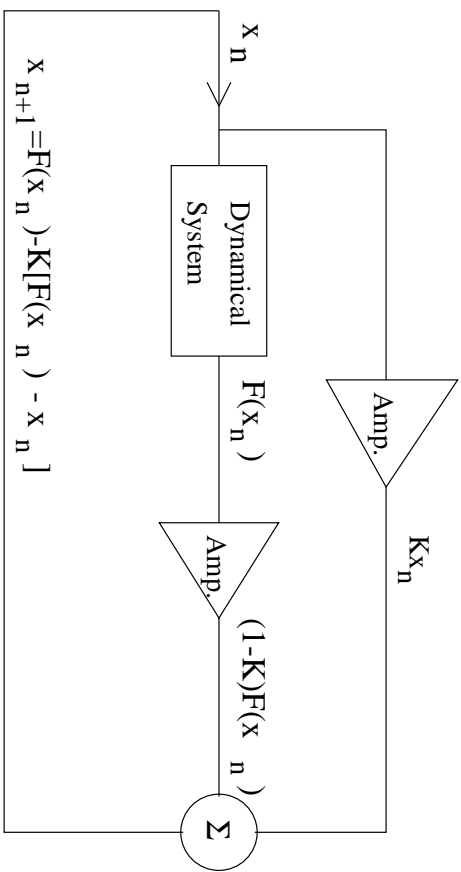 Kx_n
Amp.
x_n
Dynamical
System
F(x_n)
Amp.
(1-K)F(x_n)
Σ
x_{n+1}=F(x_n)-K[F(x_n) - x_n]